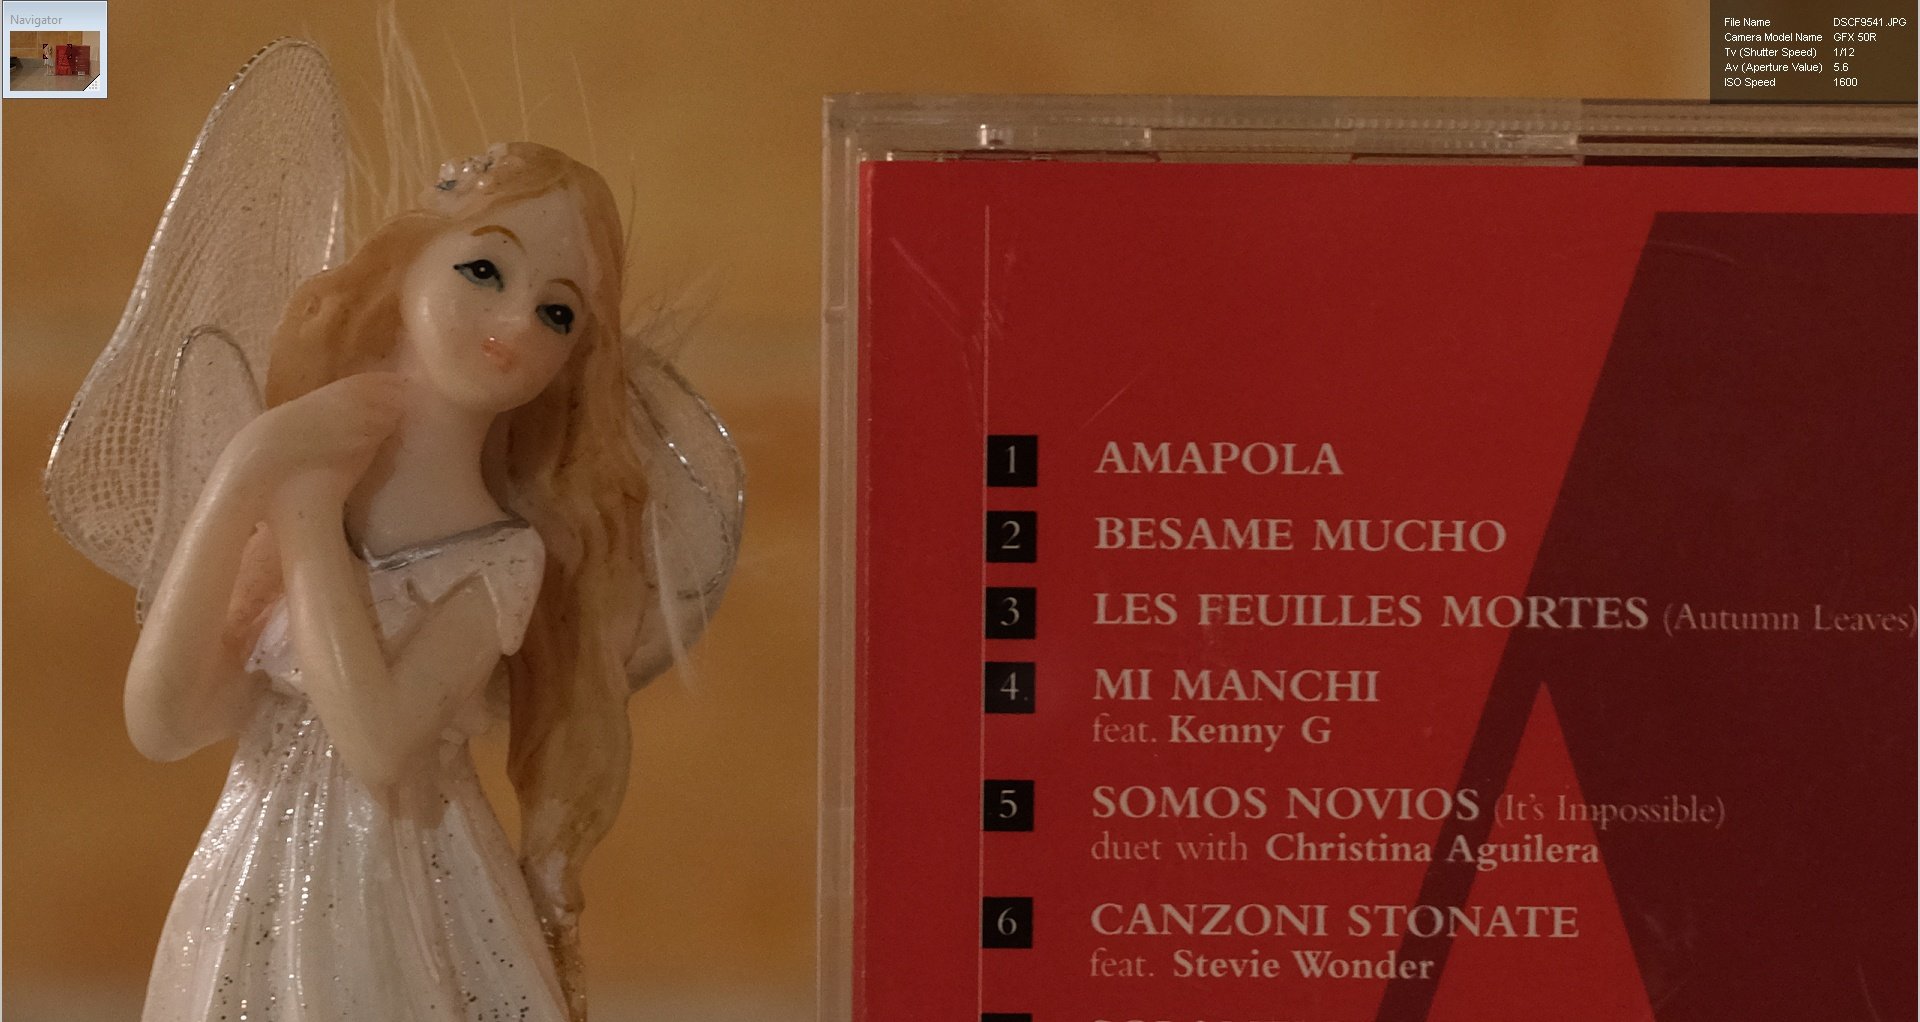 Navigator
File Name DSCF9541.JPG
Camera Model Name GFX 50R
Tv (Shutter Speed) 1/12
Av (Aperture Value) 5.6
ISO Speed 1600
1 AMAPOLA
2 BESAME MUCHO
3 LES FEUILLES MORTES (Autumn Leaves)
4 MI MANCHI
feat. Kenny G
5 SOMOS NOVIOS (It's Impossible)
duet with Christina Aguilera
6 CANZONI STONATE
feat. Stevie Wonder